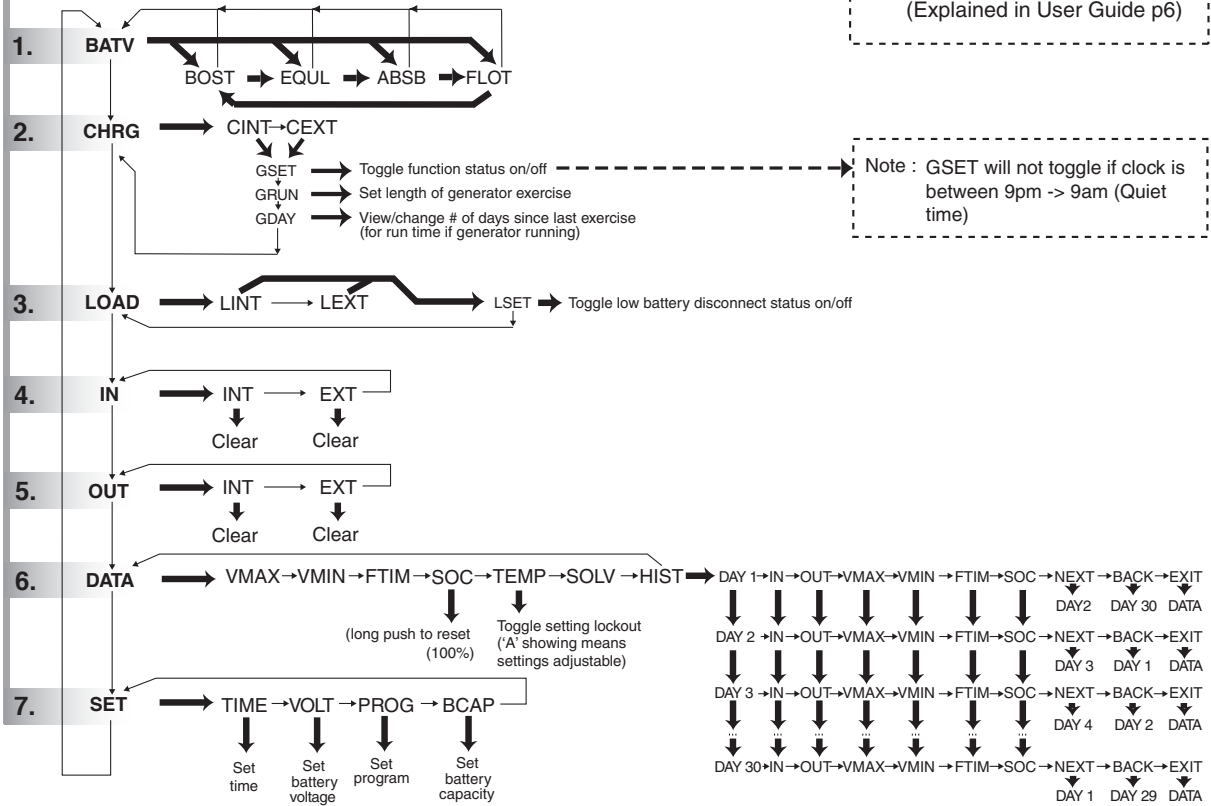 (Explained in User Guide p6)
1. BATV
BOST EQUL ABSB FLOT
2. CHRG CINT CEXT
GSET Toggle function status on/off
GRUN Set length of generator exercise
GDAY View/change # of days since last exercise
(for run time if generator running)
Note : GSET will not toggle if clock is
between 9pm -> 9am (Quiet
time)
3. LOAD LINT LEXT LSET Toggle low battery disconnect status on/off
4. IN INT EXT
Clear Clear
5. OUT INT EXT
Clear Clear
6. DATA VMAX VMIN FTIM SOC TEMP SOLV HIST
(long push to reset
(100%)
Toggle setting lockout
('A' showing means
settings adjustable)
DAY 1 IN OUT VMAX VMIN FTIM SOC NEXT BACK EXIT
DAY2 DAY 30 DATA
DAY 2 IN OUT VMAX VMIN FTIM SOC NEXT BACK EXIT
DAY 3 DAY 1 DATA
DAY 3 IN OUT VMAX VMIN FTIM SOC NEXT BACK EXIT
DAY 4 DAY 2 DATA
... ... ... ... ... ... ...
DAY 30 IN OUT VMAX VMIN FTIM SOC NEXT BACK EXIT
DAY 1 DAY 29 DATA
7. SET TIME VOLT PROG BCAP
Set
time
Set
battery
voltage
Set
program
Set
battery
capacity